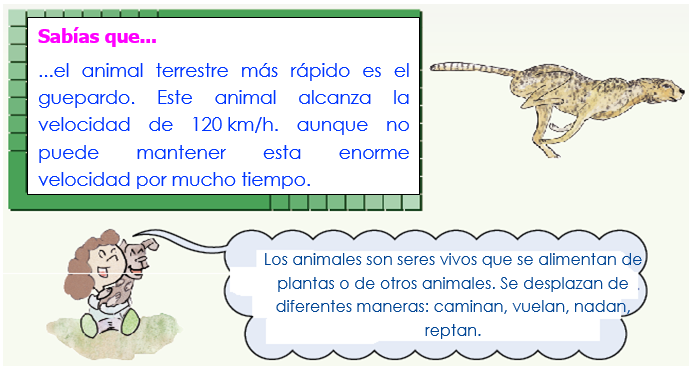 Sabías que...
...el animal terrestre más rápido es el
guepardo. Este animal alcanza la
velocidad de 120 km/h. aunque no
puede mantener esta enorme
velocidad por mucho tiempo.
Los animales son seres vivos que se alimentan de
plantas o de otros animales. Se desplazan de
diferentes maneras: caminan, vuelan, nadan,
reptan.